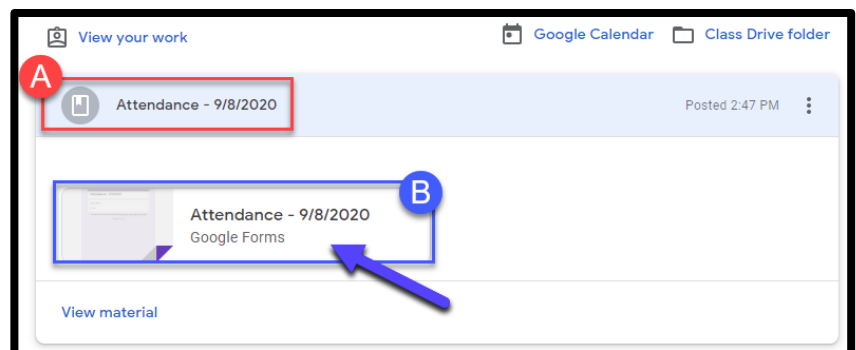 View your work
Google Calendar
Class Drive folder
A
Attendance - 9/8/2020
Posted 2:47 PM
B
Attendance - 9/8/2020
Google Forms
View material